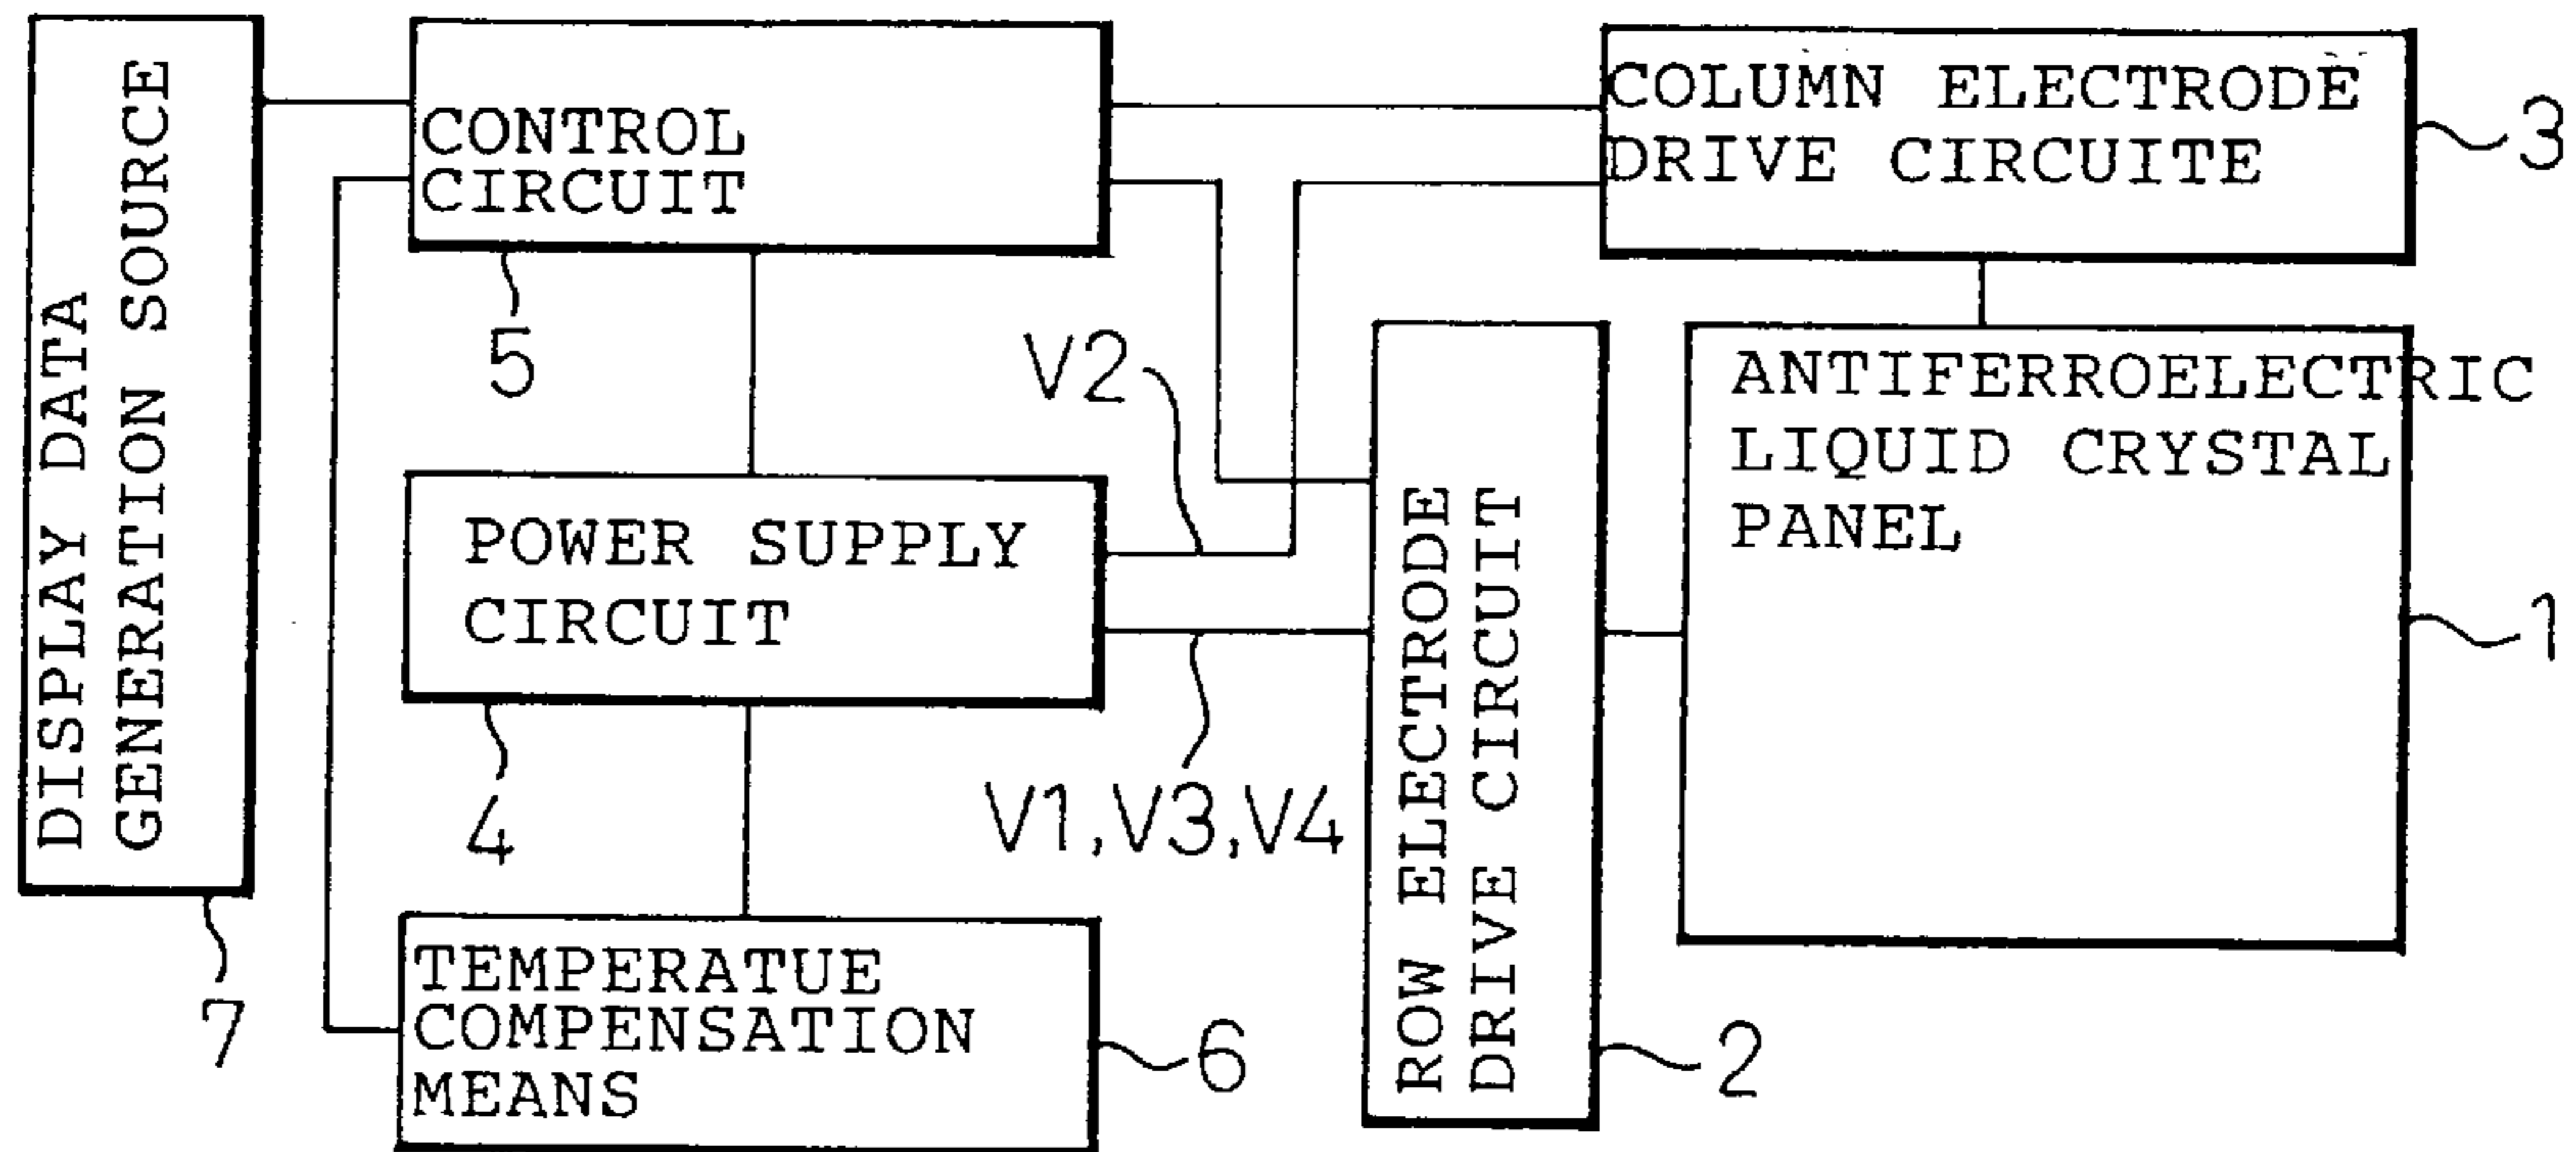 DISPLAY DATA
GENERATION SOURCE
7
CONTROL
CIRCUIT
5
COLUMN ELECTRODE
DRIVE CIRCUITE
3
V2
POWER SUPPLY
CIRCUIT
4
V1,V3,V4
TEMPERATUE
COMPENSATION
MEANS
6
ROW ELECTRODE
DRIVE CIRCUIT
2
ANTIFERROELECTRIC
LIQUID CRYSTAL
PANEL
1